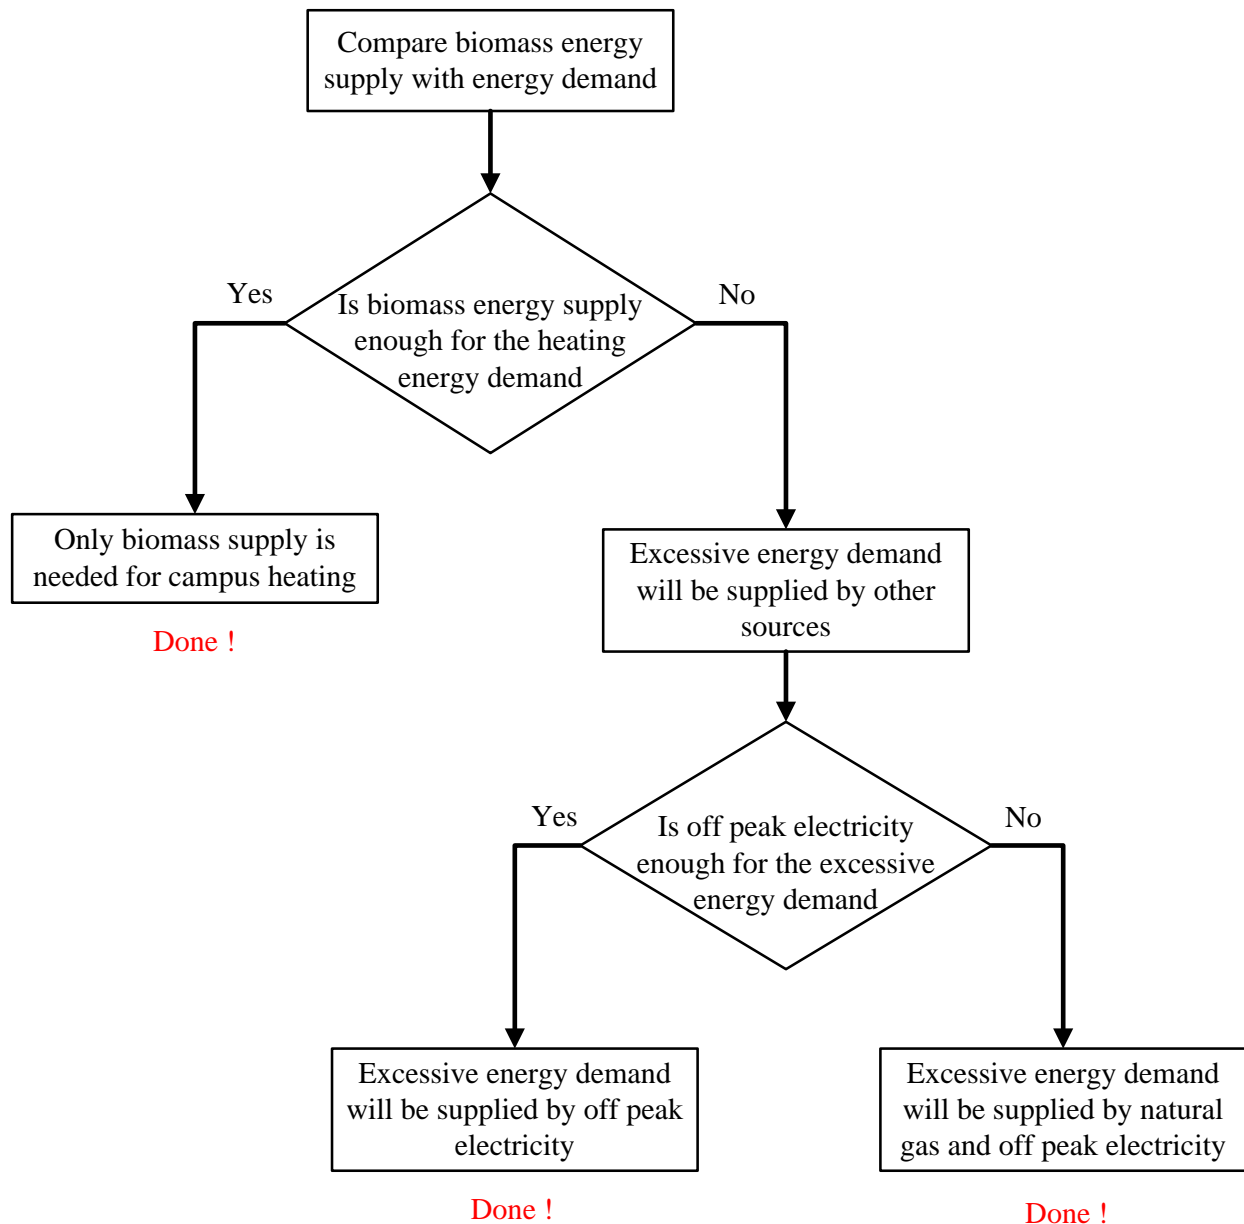 Compare biomass energy
supply with energy demand
Yes
No
Is biomass energy supply
enough for the heating
energy demand
Only biomass supply is
needed for campus heating
Done !
Excessive energy demand
will be supplied by other
sources
Yes
No
Is off peak electricity
enough for the excessive
energy demand
Excessive energy demand
will be supplied by off peak
electricity
Done !
Excessive energy demand
will be supplied by natural
gas and off peak electricity
Done !